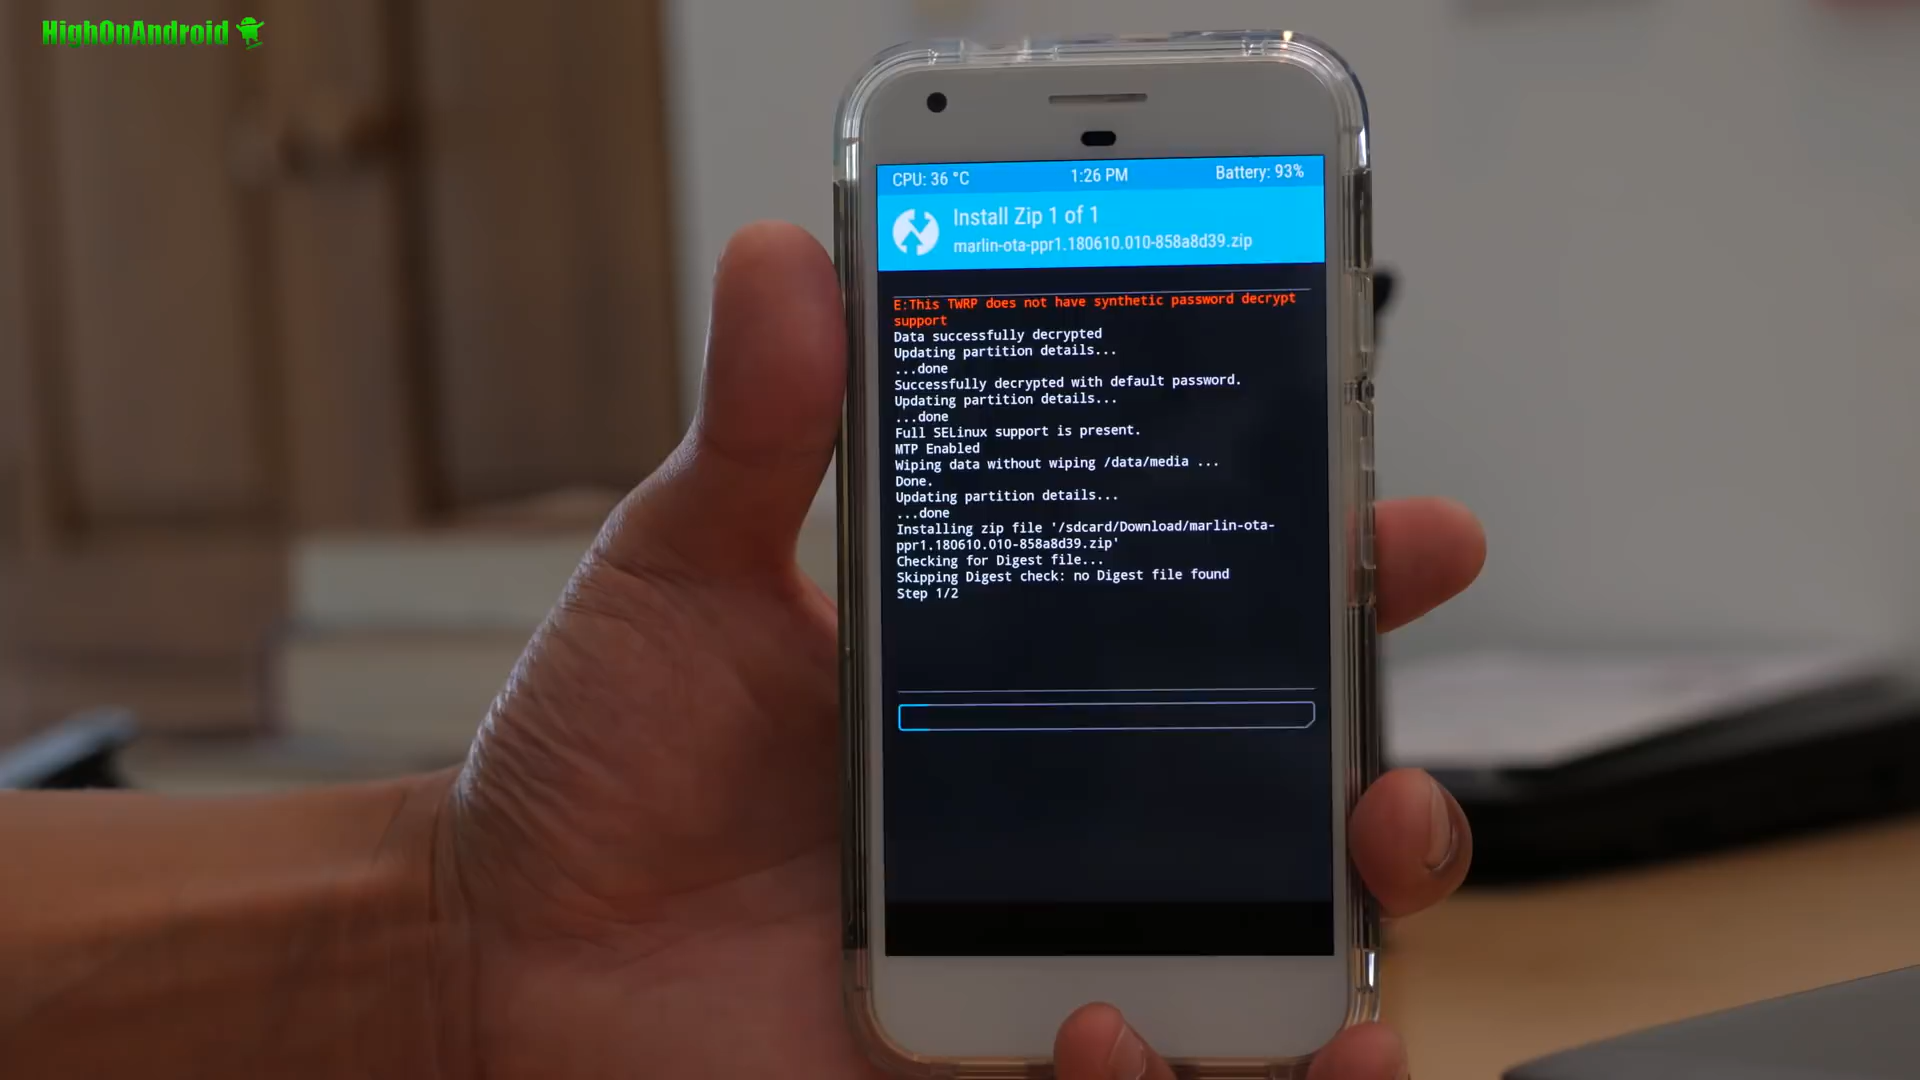 HighOnAndroid
CPU: 36 °C 1:26 PM Battery: 93%
Install Zip 1 of 1
marlin-ota-ppr1.180610.010-858a8d39.zip
E:This TWRP does not have synthetic password decrypt
support
Data successfully decrypted
Updating partition details...
...done
Successfully decrypted with default password.
Updating partition details...
...done
Full SELinux support is present.
MTP Enabled
Wiping data without wiping /data/media ...
Done.
Updating partition details...
...done
Installing zip file '/sdcard/Download/marlin-ota-
ppr1.180610.010-858a8d39.zip'
Checking for Digest file...
Skipping Digest check: no Digest file found
Step 1/2